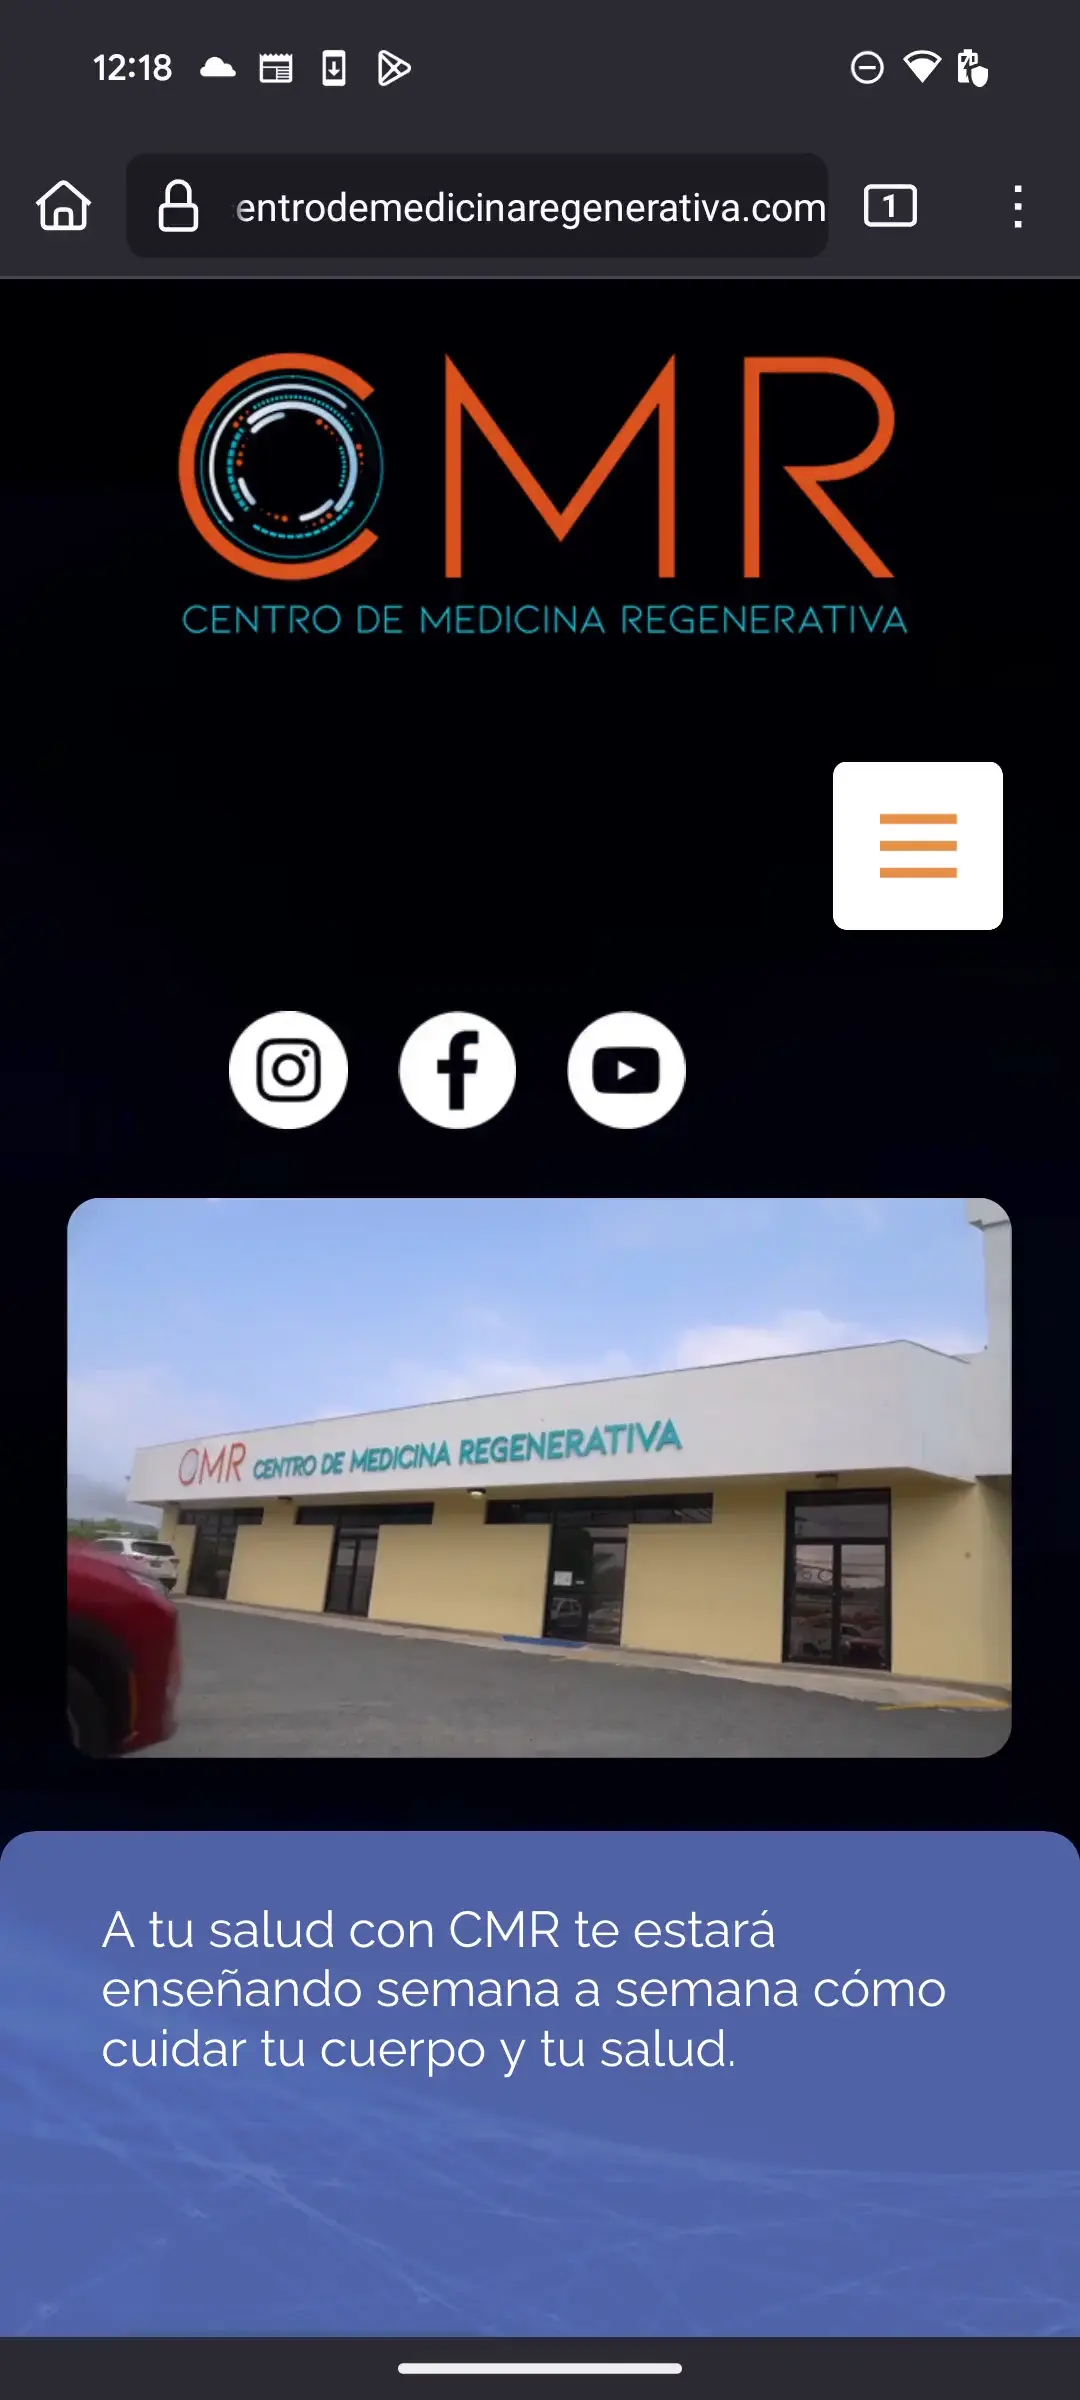 12:18
entrodemedicinaregenerativa.com
1
CMR
CENTRO DE MEDICINA REGENERATIVA
CMR CENTRO DE MEDICINA REGENERATIVA
A tu salud con CMR te estará
enseñando semana a semana cómo
cuidar tu cuerpo y tu salud.